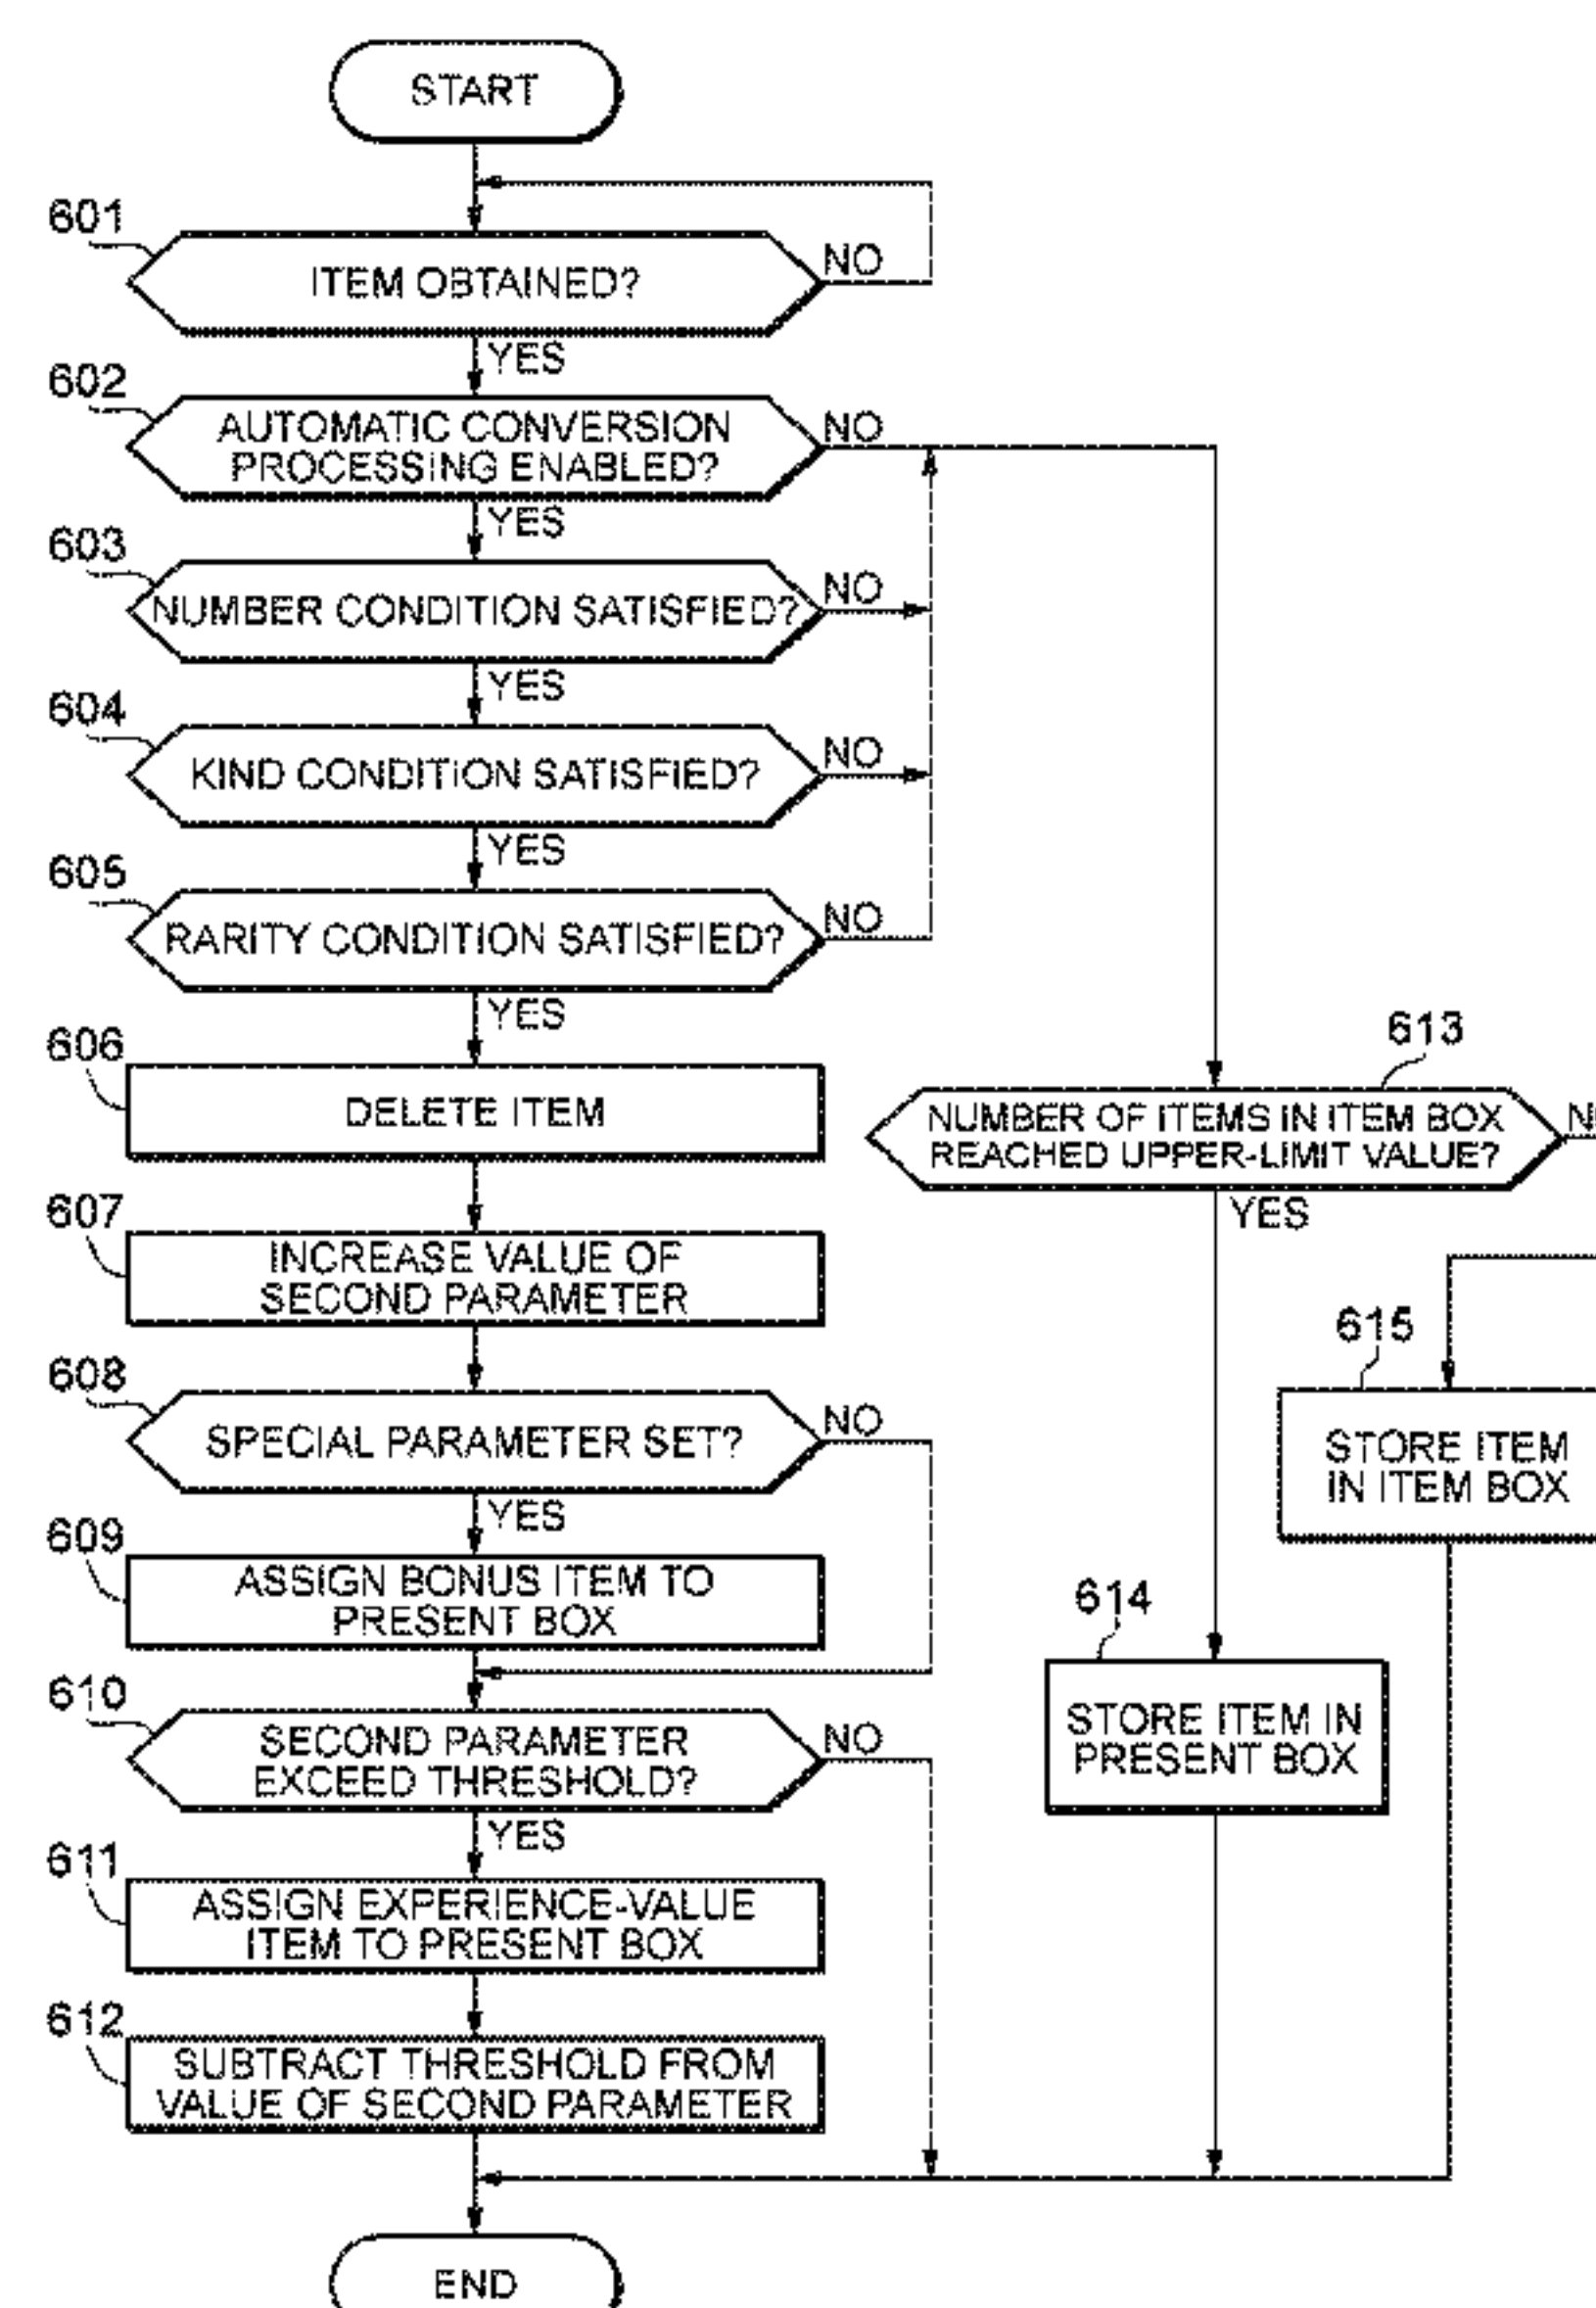 START
601
ITEM OBTAINED?
NO
YES
602
AUTOMATIC CONVERSION
PROCESSING ENABLED?
NO
YES
603
NUMBER CONDITION SATISFIED?
NO
YES
604
KIND CONDITION SATISFIED?
NO
YES
605
RARITY CONDITION SATISFIED?
NO
YES
606
DELETE ITEM
613
NUMBER OF ITEMS IN ITEM BOX
REACHED UPPER-LIMIT VALUE?
YES
607
INCREASE VALUE OF
SECOND PARAMETER
615
STORE ITEM
IN ITEM BOX
608
SPECIAL PARAMETER SET?
NO
YES
609
ASSIGN BONUS ITEM TO
PRESENT BOX
614
STORE ITEM IN
PRESENT BOX
610
SECOND PARAMETER
EXCEED THRESHOLD?
NO
YES
611
ASSIGN EXPERIENCE-VALUE
ITEM TO PRESENT BOX
612
SUBTRACT THRESHOLD FROM
VALUE OF SECOND PARAMETER
END